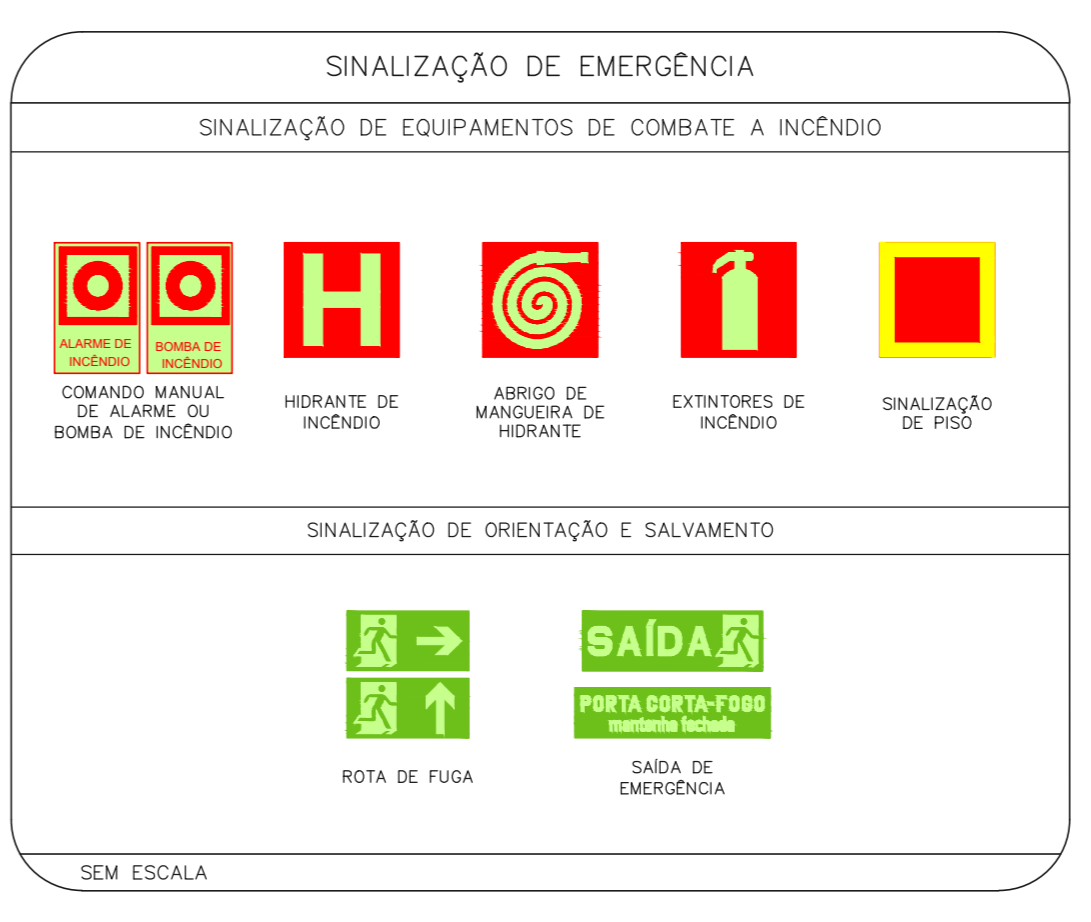 SINALIZAÇÃO DE EMERGÊNCIA
SINALIZAÇÃO DE EQUIPAMENTOS DE COMBATE A INCÊNDIO
ALARME DE
INCÊNDIO
BOMBA DE
INCÊNDIO
H
COMANDO MANUAL
DE ALARME OU
BOMBA DE INCÊNDIO
HIDRANTE DE
INCÊNDIO
ABRIGO DE
MANGUEIRA DE
HIDRANTE
EXTINTORES DE
INCÊNDIO
SINALIZAÇÃO
DE PISO
SINALIZAÇÃO DE ORIENTAÇÃO E SALVAMENTO
SAÍDA
PORTA CORTA-FOGO
mantenha fechada
ROTA DE FUGA
SAÍDA DE
EMERGÊNCIA
SEM ESCALA